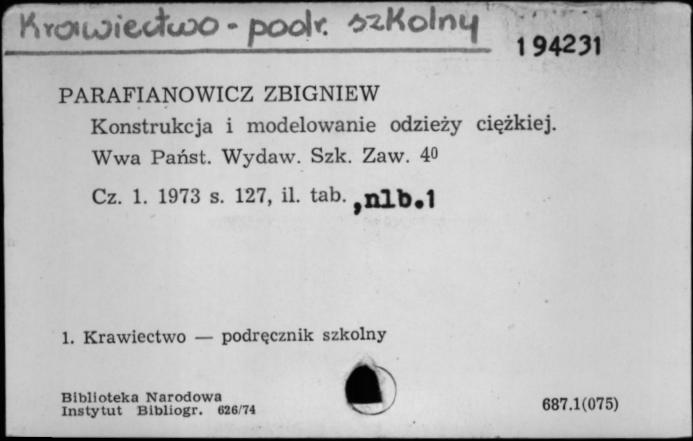 Krawiectwo - podr. szkolny
194231
PARAFIANOWICZ ZBIGNIEW
Konstrukcja i modelowanie odzieży ciężkiej.
Wwa Państ. Wydaw. Szk. Zaw. 4⁰
Cz. 1. 1973 s. 127, il. tab. , nlb.1
1. Krawiectwo — podręcznik szkolny
Biblioteka Narodowa
Instytut Bibliogr. 626/74
687.1(075)